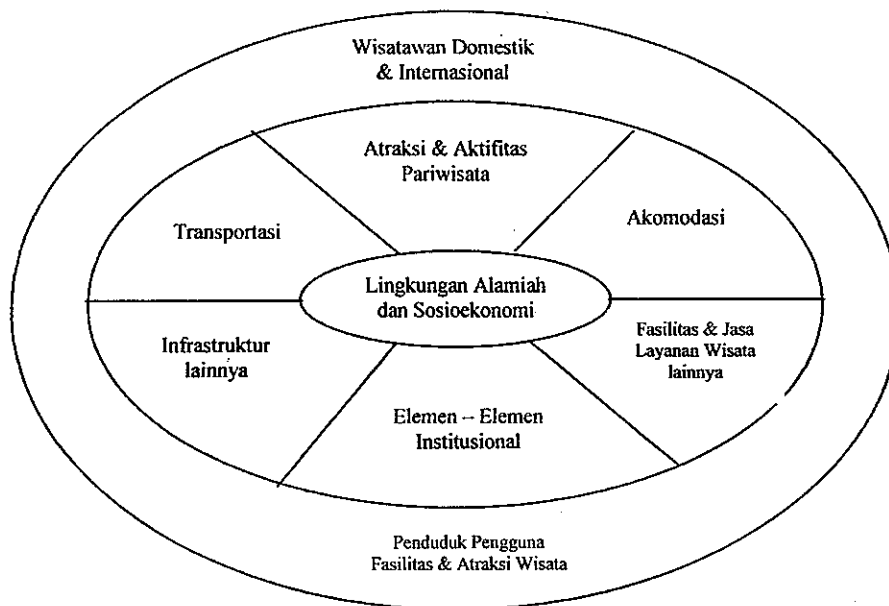 Wisatawan Domestik
& Internasional
Atraksi & Aktifitas
Pariwisata
Transportasi
Akomodasi
Lingkungan Alamiah
dan Sosioekonomi
Infrastruktur
lainnya
Fasilitas & Jasa
Layanan Wisata
lainnya
Elemen – Elemen
Institusional
Penduduk Pengguna
Fasilitas & Atraksi Wisata